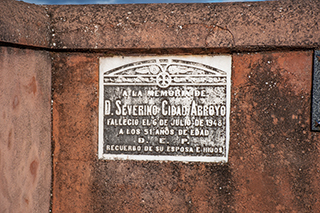 A LA MEMORIA DE
D. SEVERINO CIDAD ARROYO
FALLECIO EL 6 DE JULIO DE 1948
A LOS 51 AÑOS DE EDAD
D. E. P.
RECUERDO DE SU ESPOSA E HIJOS